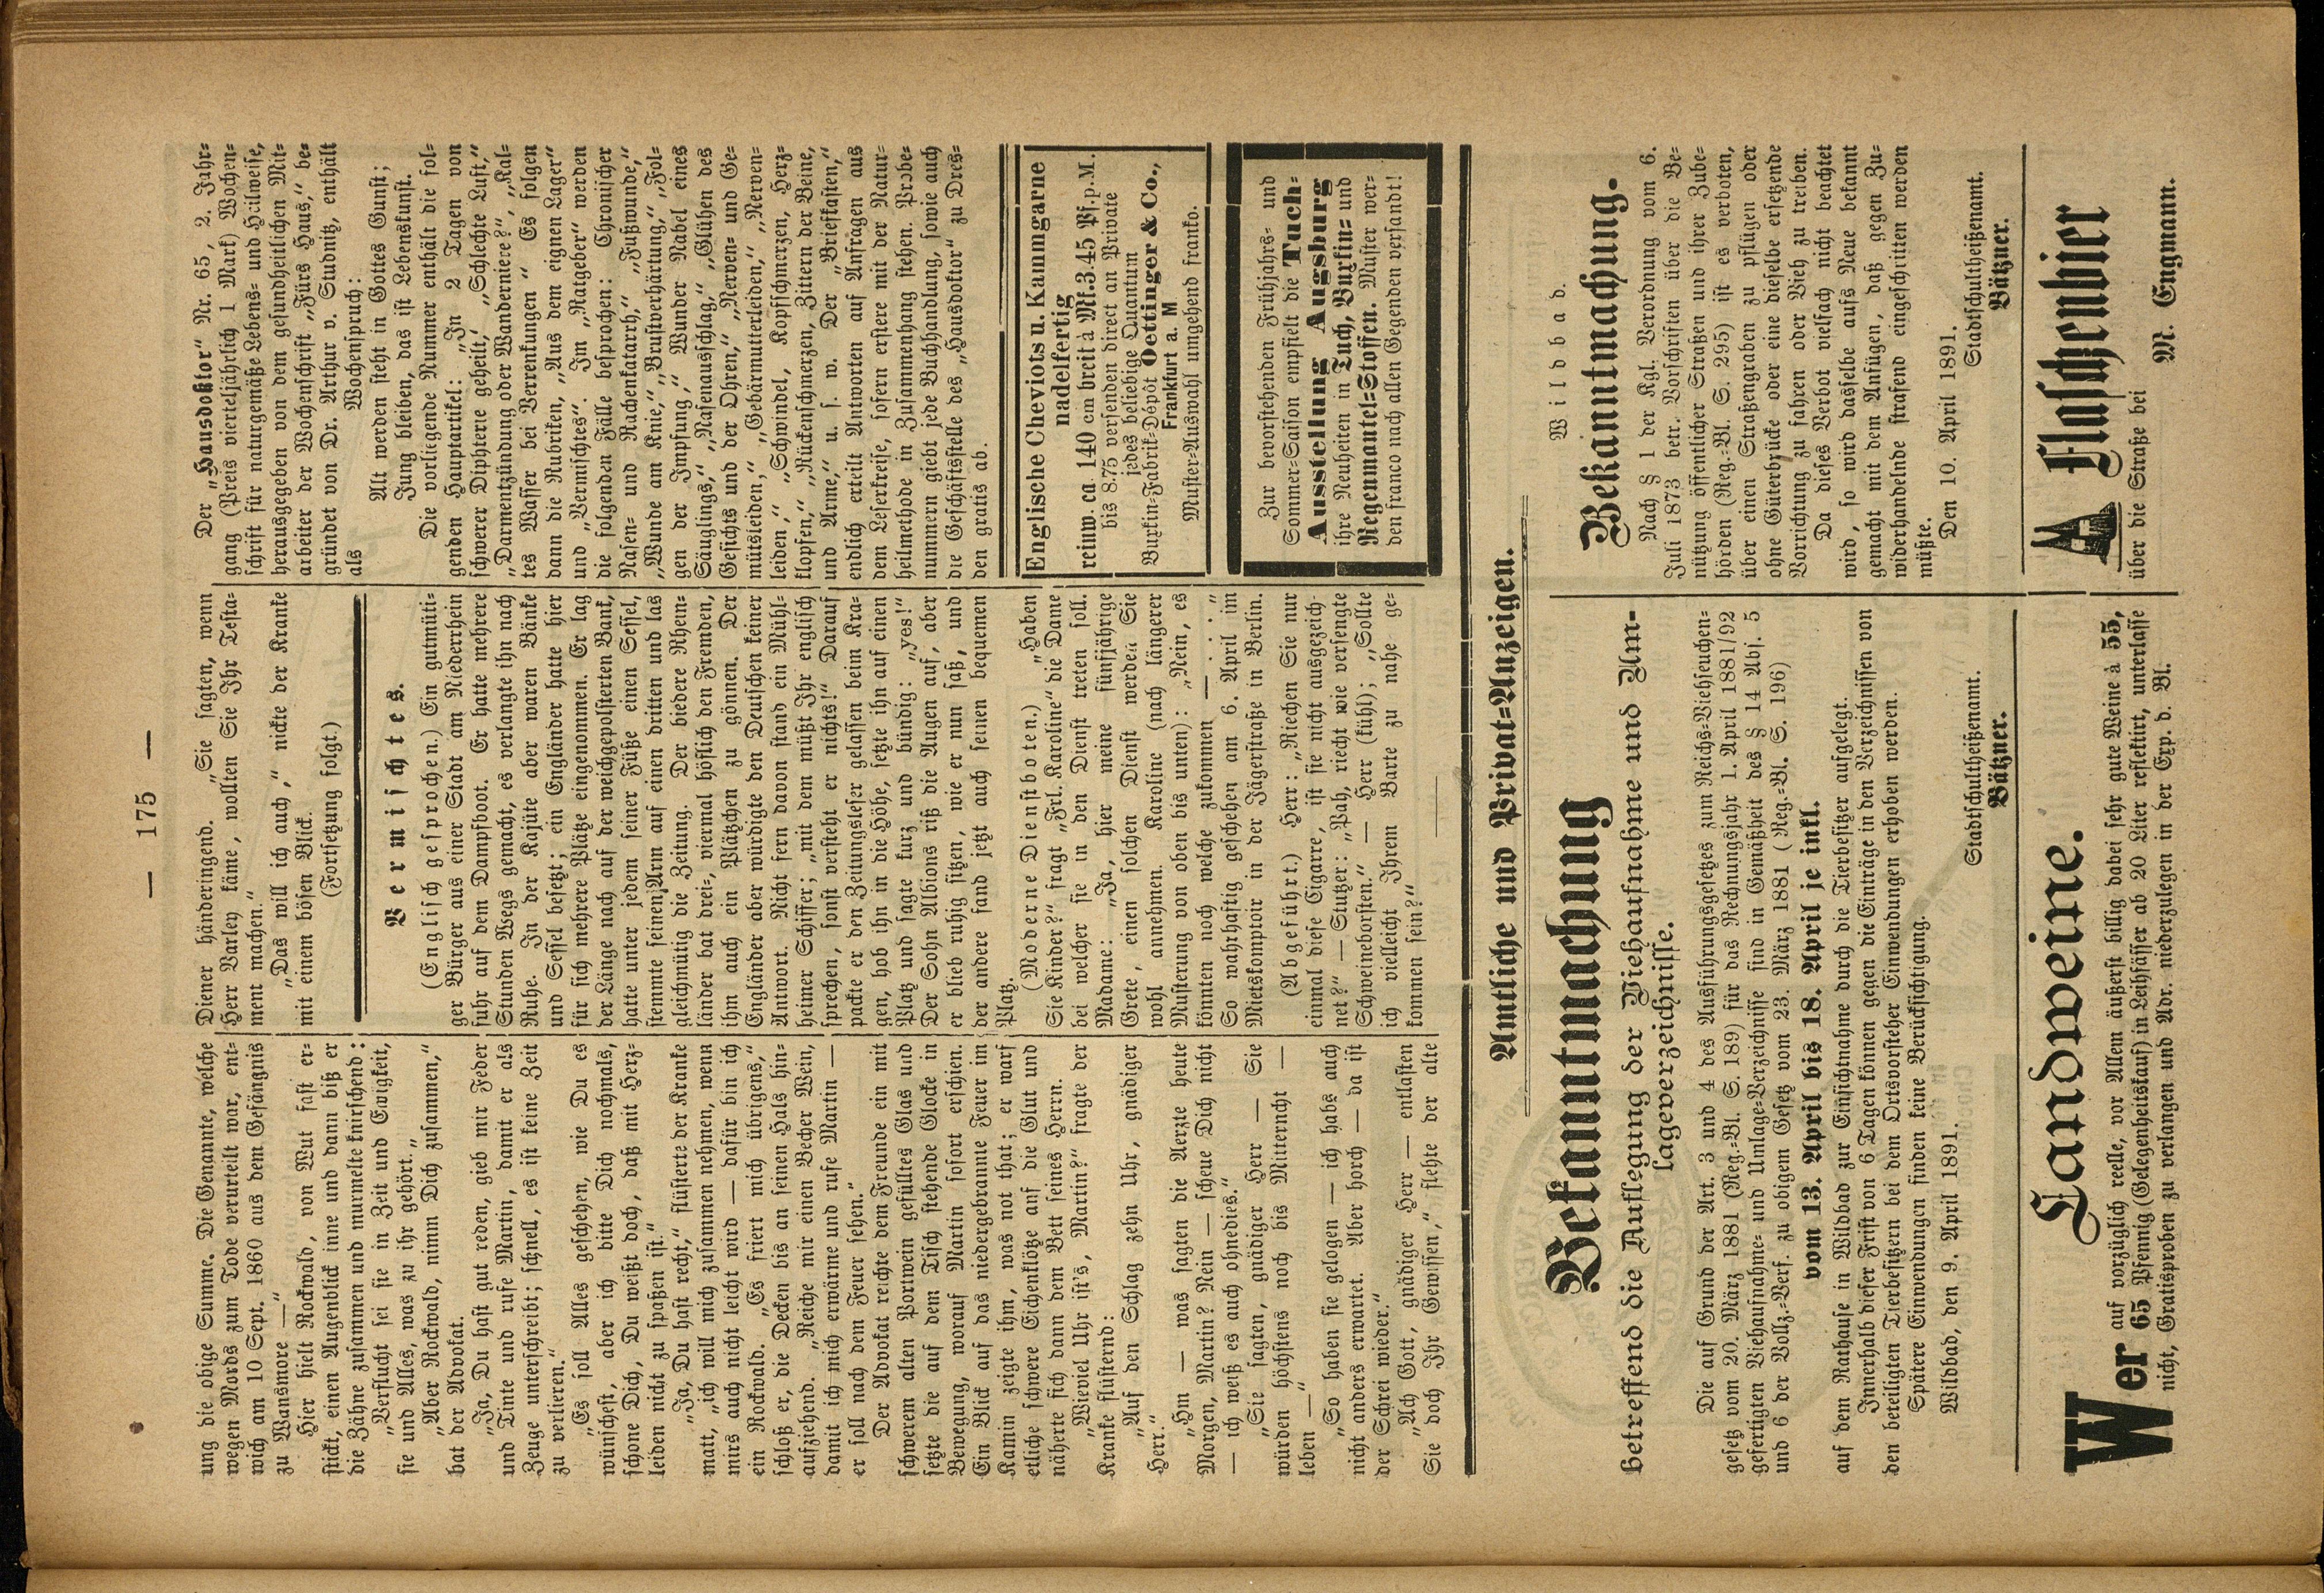 — 175 —
ung die obige Summe. Die Genannte, welche
wegen Mords zum Tode verurteilt war, ent-
wich am 10 Sept. 1860 aus dem Gefängnis
zu Wansmore —“
Hier hielt Rockwald, von Wut fast er-
stickt, einen Augenblick inne und dann biß er
die Zähne zusammen und murmelte knirschend:
„Verflucht sei sie in Zeit und Ewigkeit,
sie und Alles, was zu ihr gehört.“
„Aber Rockwald, nimm Dich zusammen,“
bat der Advokat.
„Ja, Du hast gut reden, gieb mir Feder
und Tinte und rufe Martin, damit er als
Zeuge unterschreibt; schnell, es ist keine Zeit
zu verlieren.“
„Es soll Alles geschehen, wie Du es
wünschest, aber ich bitte Dich nochmals,
schone Dich, Du weißt doch, daß mit Herz-
leiden nicht zu spaßen ist.“
„Ja, Du hast recht,“ flüsterte der Kranke
matt, „ich will mich zusammen nehmen, wenn
mirs auch nicht leicht wird — dafür bin ich
ein Rockwald. „Es friert mich übrigens,“
schloß er, die Decken bis an seinen Hals hin-
aufziehend. „Reiche mir einen Becher Wein,
damit ich mich erwärme und rufe Martin —
er soll nach dem Feuer sehen.“
Der Advokat reichte dem Freunde ein mit
schwerem alten Portwein gefülltes Glas und
setzte die auf dem Tisch stehende Glocke in
Bewegung, worauf Martin sofort erschien.
Ein Blick auf das niedergebrannte Feuer im
Kamin zeigte ihm, was not that; er warf
etliche schwere Eichenklötze auf die Glut und
näherte sich dann dem Bett seines Herrn.
„Wieviel Uhr ist's, Martin?“ fragte der
Kranke flüsternd:
„Auf den Schlag zehn Uhr, gnädiger
Herr.“
„Hm — was sagten die Aerzte heute
Morgen, Martin? Nein — scheue Dich nicht
— ich weiß es auch ohnedies.“
„Sie sagten, gnädiger Herr — Sie
würden höchstens noch bis Mitterncht —
leben —“
„So haben sie gelogen — ich habs auch
nicht anders erwartet. Aber horch — da ist
der Schrei wieder.“
„Ach Gott, gnädiger Herr — entlasten
Sie doch Ihr Gewissen,“ flehte der alte
Diener händeringend. „Sie sagten, wenn
Herr Varley käme, wollten Sie Ihr Testa-
ment machen.“
„Das will ich auch,“ nickte der Kranke
mit einem bösen Blick.
(Fortsetzung folgt.)
Vermischtes.
(Englisch gesprochen.) Ein gutmüti-
ger Bürger aus einer Stadt am Niederrhein
fuhr auf dem Dampfboot. Er hatte mehrere
Stunden Wegs gemacht, es verlangte ihn nach
Ruhe. In der Kajüte aber waren Bänke
und Sessel besetzt; ein Engländer hatte hier
für sich mehrere Plätze eingenommen. Er lag
der Länge nach auf der weichgepolsterten Bank,
hatte unter jedem seiner Füße einen Sessel,
stemmte seinen Arm auf einen dritten und las
gleichmütig die Zeitung. Der biedere Rhein-
länder bat drei-, viermal höflich den Fremden,
ihm auch ein Plätzchen zu gönnen. Der
Engländer aber würdigte den Deutschen keiner
Antwort. Nicht fern davon stand ein Mühl-
heimer Schiffer; „mit dem müßt Ihr englisch
sprechen, sonst versteht er nichts!“ Darauf
packte er den Zeitungsleser gelassen beim Kra-
gen, hob ihn in die Höhe, setzte ihn auf einen
Platz und sagte kurz und bündig: „yes!“
Der Sohn Albions riß die Augen auf, aber
er blieb ruhig sitzen, wie er nun saß, und
der andere fand jetzt auch seinen bequemen
Platz.
(Moderne Dienstboten.) „Haben
Sie Kinder?“ fragt „Frl. Karoline“ die Dame
bei welcher sie in den Dienst treten soll.
Madame: „Ja, hier meine fünfjährige
Grete, einen solchen Dienst werden Sie
wohl annehmen. Karoline (nach längerer
Musterung von oben bis unten): „Nein, es
könnten noch welche zukommen — . . . .“
So wahrhaftig geschehen am 6. April im
Mietskomptoir in der Jägerstraße in Berlin.
(Abgeführt.) Herr: „Riechen Sie nur
einmal diese Cigarre, ist sie nicht ausgezeich-
net?“ — Stutzer: „Pah, riecht wie versengte
Schweineborsten.“ — Herr (kühl); „Sollte
ich vielleicht Ihrem Barte zu nahe ge-
kommen sein?“
Der „Hausdoktor“ Nr. 65, 2. Jahr-
gang (Preis vierteljährlich 1 Mark) Wochen-
schrift für naturgemäße Lebens- und Heilweise,
herausgegeben von dem gesundheitlichen Mit-
arbeiter der Wochenschrift „Fürs Haus,“ be-
gründet von Dr. Arthur v. Studnitz, enthält
als Wochenspruch:
Alt werden steht in Gottes Gunst;
Jung bleiben, das ist Lebenskunst.
Die vorliegende Nummer enthält die fol-
genden Hauptartikel: „In 2 Tagen von
schwerer Diphterie geheilt,“ „Schlechte Luft,“
„Darmentzündung oder Wanderniere?“, „Kal-
tes Wasser bei Verrenkungen“ Es folgen
dann die Rubriken, „Aus dem eignen Lager“
und „Vermischtes“. Im „Ratgeber“ werden
die folgenden Fälle besprochen: Chronischer
Nasen- und Rachenkatarrh,“ „Fußwunde,“
„Wunde am Knie,“ „Brustverhärtung,“ „Fol-
gen der Impfung,“ „Wunder Nabel eines
Säuglings,“ „Nasenausschlag,“ „Glühen des
Gesichts und der Ohren,“ „Nerven- und Ge-
mütsleiden,“ „Gebärmutterleiden,“ „Nerven-
leiden,“ „Schwindel, Kopfschmerzen, Herz-
klopfen,“ „Rückenschmerzen, Zittern der Beine,
und Arme,“ u. s. w. Der „Briefkasten,“
endlich erteilt Antworten auf Anfragen aus
dem Leserkreise, sofern erstere mit der Natur-
heilmethode in Zusammenhang stehen. Probe-
nummern giebt jede Buchhandlung, sowie auch
die Geschäftsstelle des „Hausdoktor“ zu Dres-
den gratis ab.
Englische Cheviots u. Kammgarne
nadelfertig
reinw. ca. 140 cm breit à Mk.3.45 Pf.p.M.
bis 8.75 versenden direct an Private
jedes beliebige Quantum
Buxkin-Fabrik-Dépôt Oettinger & Co.,
Frankfurt a. M
Muster-Auswahl umgehend franko.
Zur bevorstehenden Frühjahrs- und
Sommer-Saison empfielt die Tuch-
Ausstellung Augsburg
ihre Neuheiten in Tuch, Buxkin- und
Regenmantel-Stoffen. Muster wer-
den franco nach allen Gegenden versandt!
Amtliche und Privat-Anzeigen.
Bekanntmachung
betreffend die Auflegung der Viehaufnahme und Um-
lageverzeichnisse.
Die auf Grund der Art. 3 und 4 des Ausführungsgesetzes zum Reichs-Viehseuchen-
gesetz vom 20. März 1881 (Reg.-Bl. S. 189) für das Rechnungsjahr 1. April 1881/92
gefertigten Viehaufnahme- und Umlage-Verzeichnisse sind in Gemäßheit des § 14 Abs. 5
und 6 der Vollz.-Verf. zu obigem Gesetz vom 23. März 1881 (Reg.-Bl. S. 196)
vom 13. April bis 18. April je inkl.
auf dem Rathause in Wildbad zur Einsichtnahme durch die Tierbesitzer aufgelegt.
Innerhalb dieser Frist von 6 Tagen können gegen die Einträge in den Verzeichnissen von
den beteiligten Tierbesitzern bei dem Ortsvorsteher Einwendungen erhoben werden.
Spätere Einwendungen finden keine Berücksichtigung.
Wildbad, den 9. April 1891.
Stadtschultheißenamt.
Bätzner.
Landweine.
Wer auf vorzüglich reelle, vor Allem äußerst billig dabei sehr gute Weine à 55,
65 Pfennig (Gelegenheitskauf) in Leihfässer ab 20 Liter reflektirt, unterlasse
nicht, Gratisproben zu verlangen und Adr. niederzulegen in der Exp. d. Bl.
Wildbad.
Bekanntmachung.
Nach § 1 der Kgl. Verordnung vom 6.
Juli 1873 betr. Vorschriften über die Be-
nützung öffentlicher Straßen und ihrer Zube-
hörden (Reg.-Bl. S. 295) ist es verboten,
über einen Straßengraben zu pflügen oder
ohne Güterbrücke oder eine dieselbe ersetzende
Vorrichtung zu fahren oder Vieh zu treiben.
Da dieses Verbot vielfach nicht beachtet
wird, so wird dasselbe aufs Neue bekannt
gemacht mit dem Anfügen, daß gegen Zu-
widerhandelnde strafend eingeschritten werden
müßte.
Den 10. April 1891.
Stadtschultheißenamt.
Bätzner.
Flaschenbier
über die Straße bei
M. Engmann.